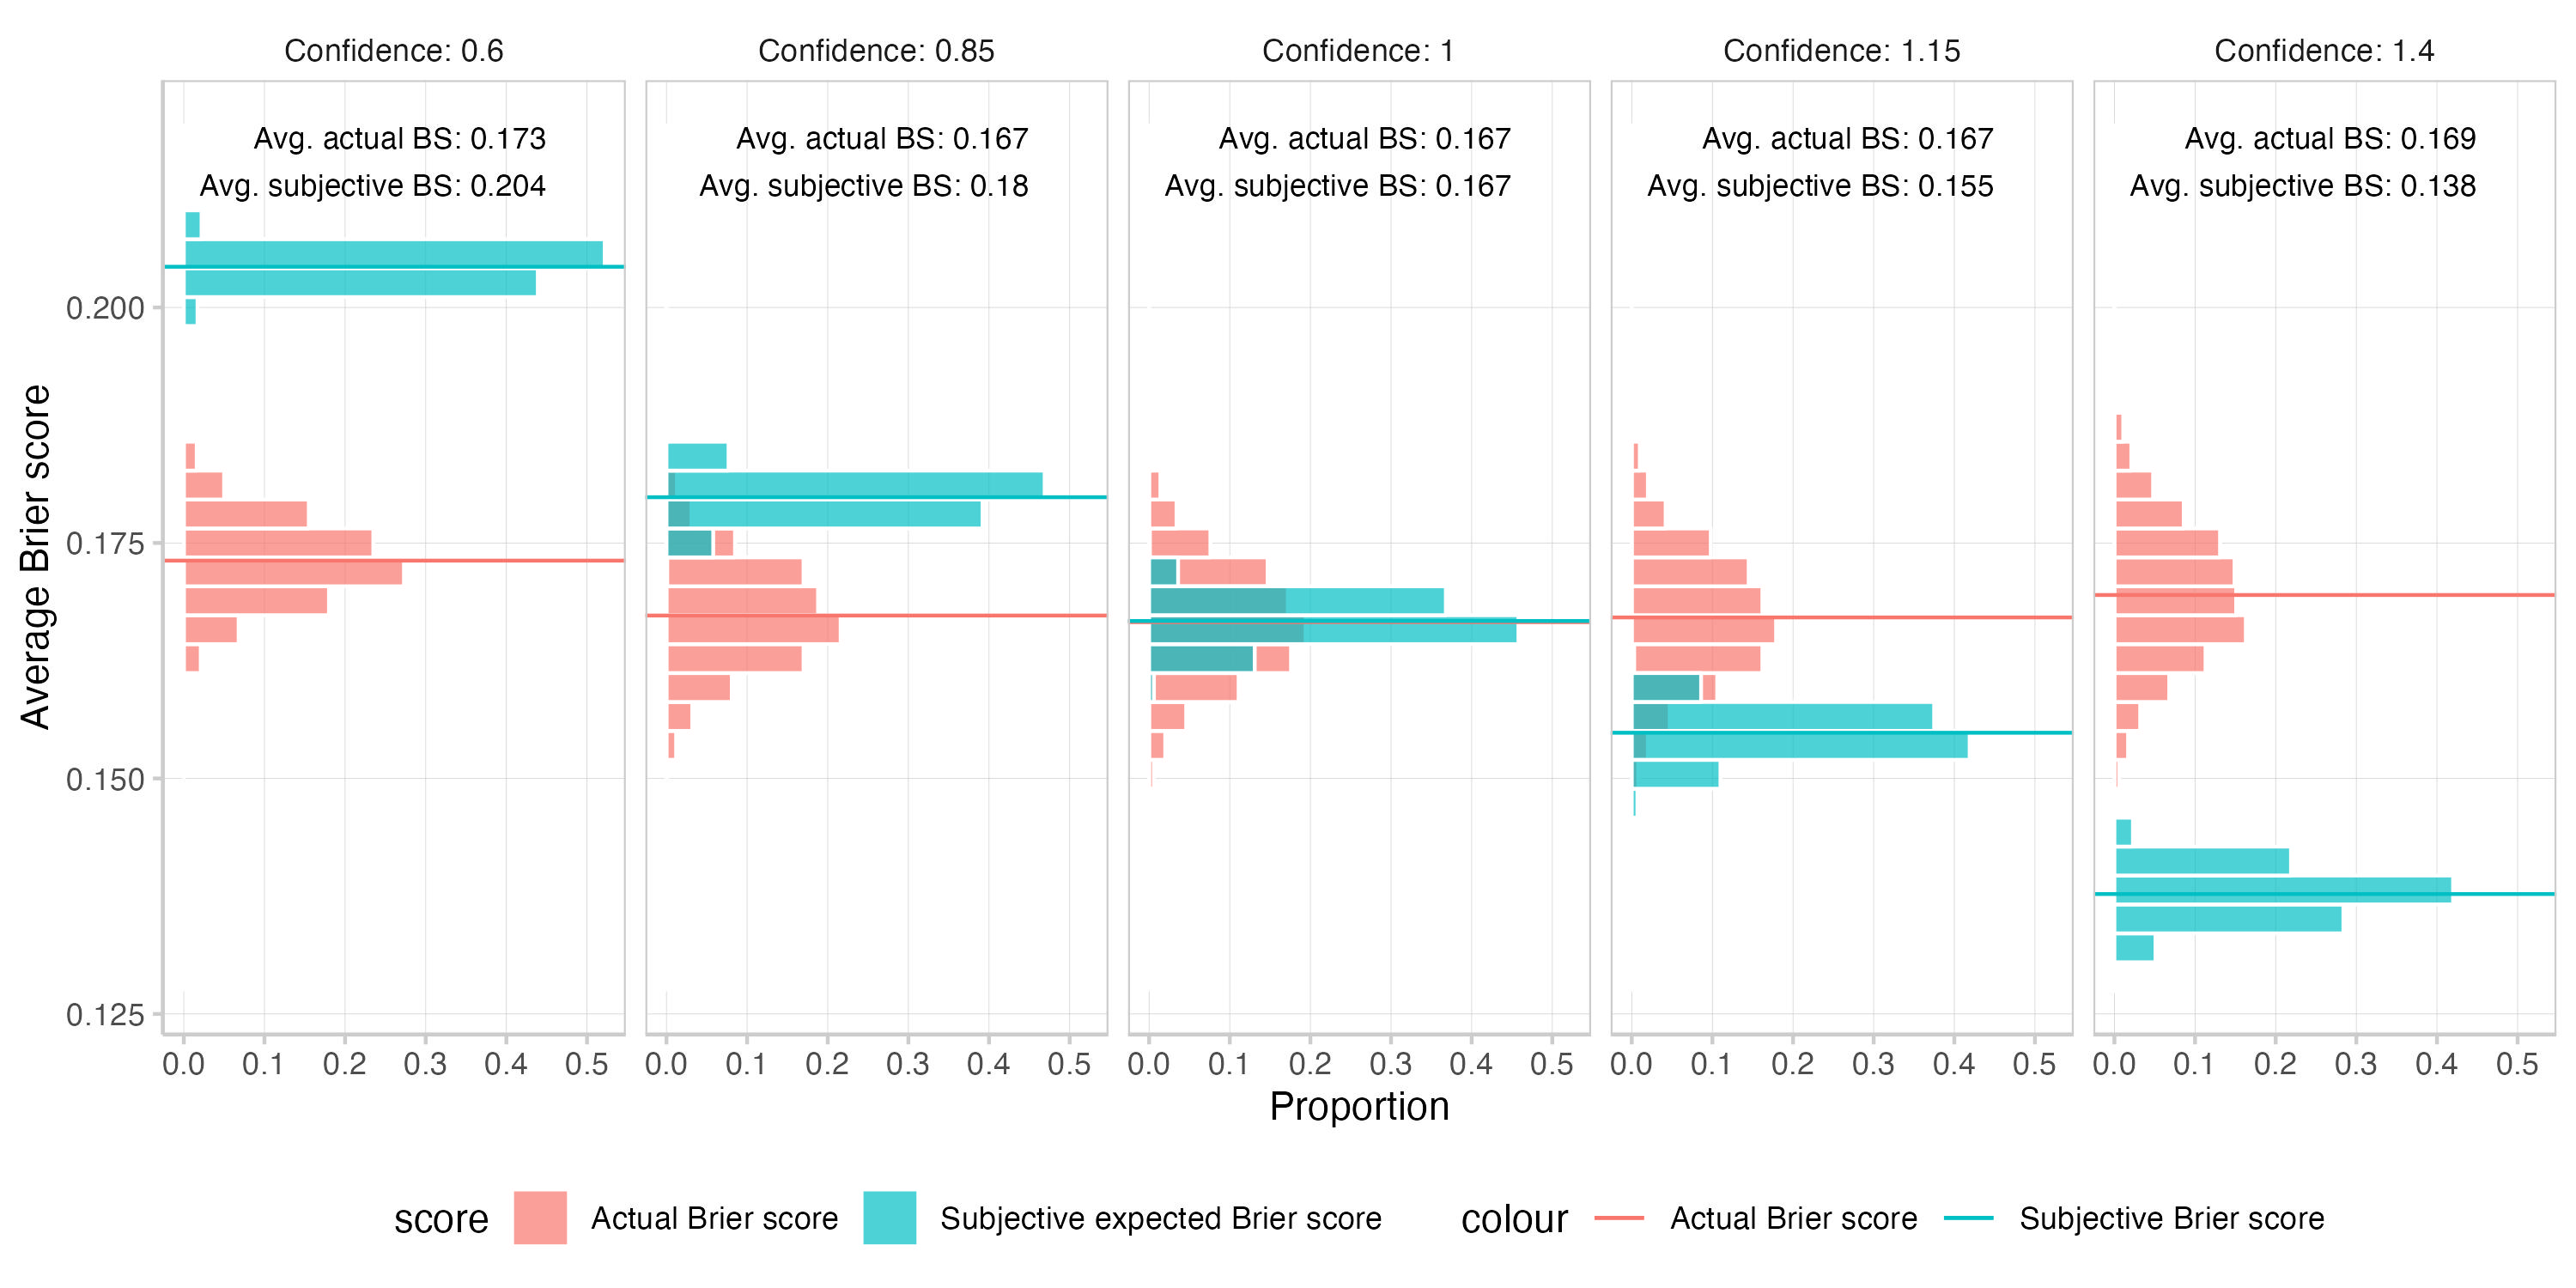 Confidence: 0.6
Confidence: 0.85
Confidence: 1
Confidence: 1.15
Confidence: 1.4
Avg. actual BS: 0.173
Avg. subjective BS: 0.204
Avg. actual BS: 0.167
Avg. subjective BS: 0.18
Avg. actual BS: 0.167
Avg. subjective BS: 0.167
Avg. actual BS: 0.167
Avg. subjective BS: 0.155
Avg. actual BS: 0.169
Avg. subjective BS: 0.138
Average Brier score
0.200
0.175
0.150
0.125
0.0 0.1 0.2 0.3 0.4 0.5
0.0 0.1 0.2 0.3 0.4 0.5
0.0 0.1 0.2 0.3 0.4 0.5
0.0 0.1 0.2 0.3 0.4 0.5
0.0 0.1 0.2 0.3 0.4 0.5
Proportion
score Actual Brier score Subjective expected Brier score colour Actual Brier score Subjective Brier score